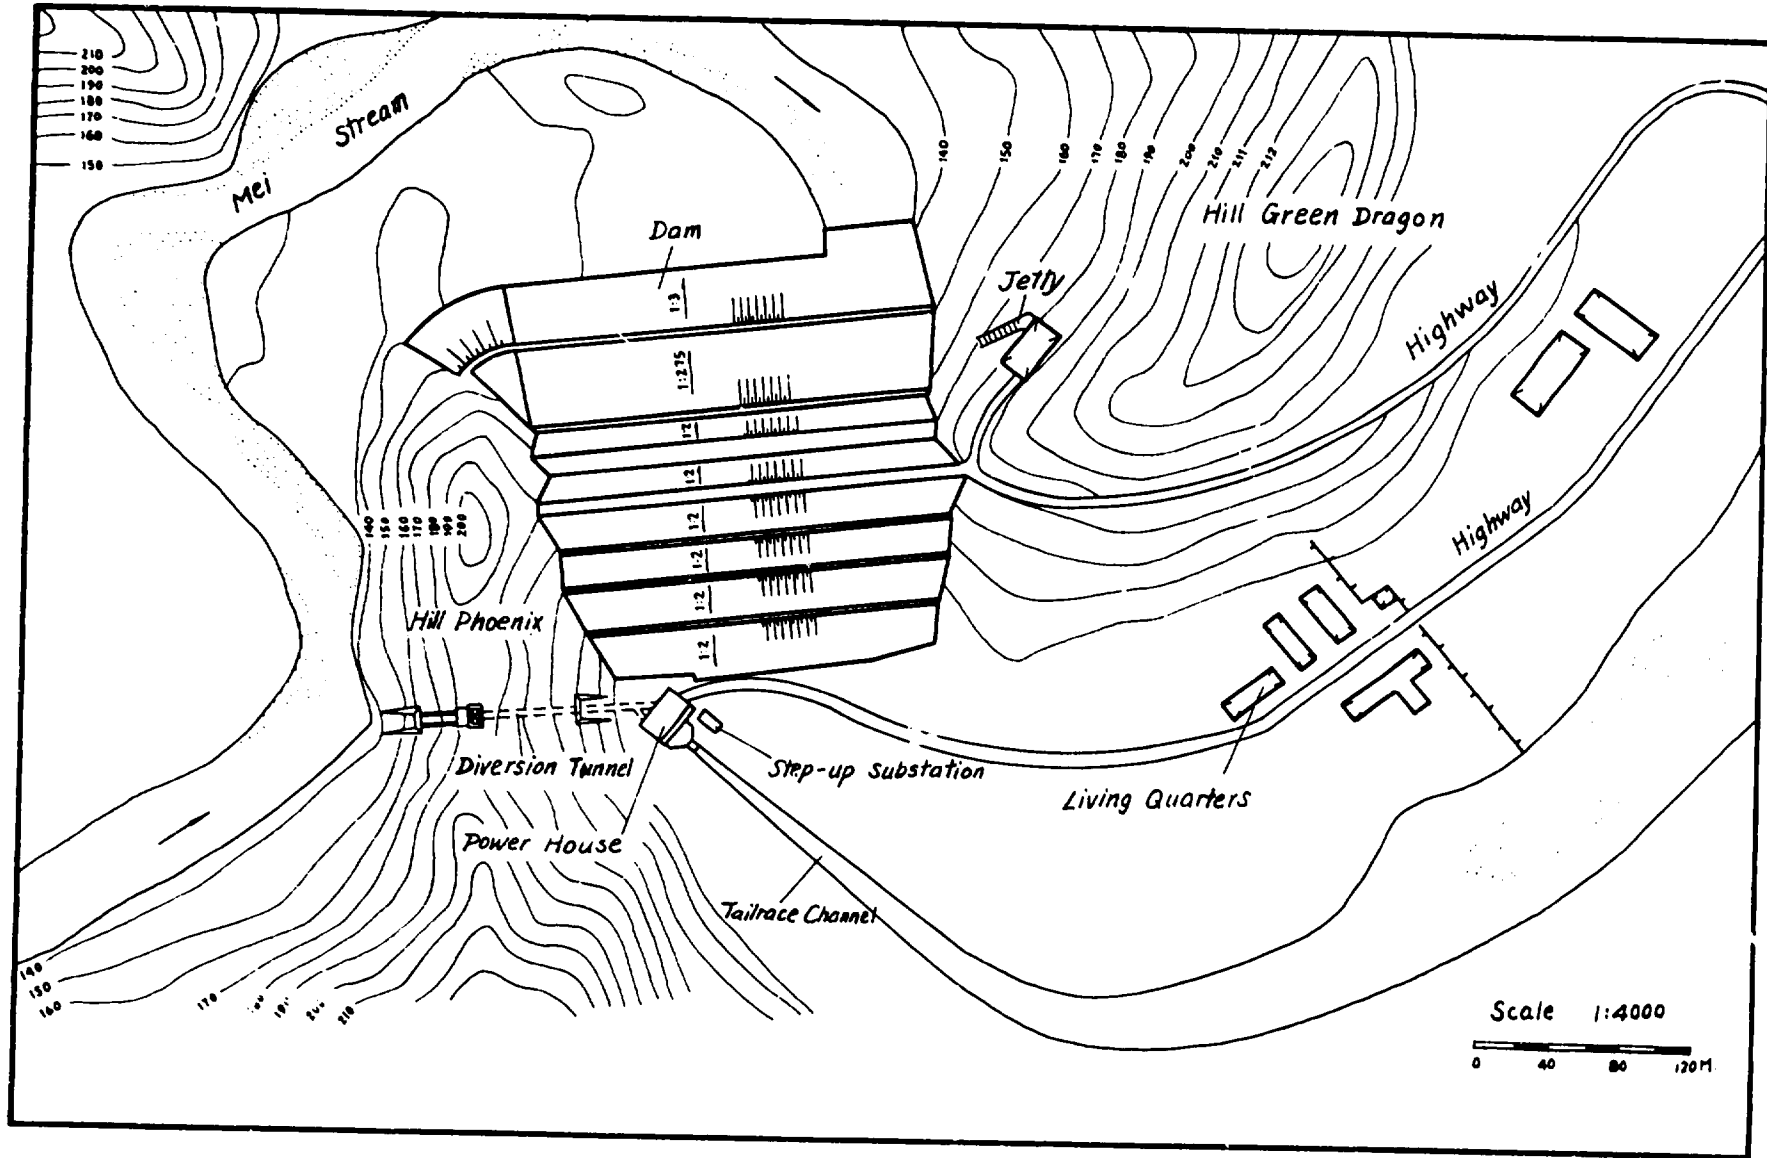 210
200
190
180
170
160
150
Mei Stream
140
150
160
170
180
190
200
210
211
212
Hill Green Dragon
Dam
Jetty
1:3
1:2.75
1:2
1:2
1:2
1:2
1:2
1:2
Highway
Highway
140
150
160
170
180
190
200
Hill Phoenix
Diversion Tunnel
Step-up Substation
Living Quarters
Power House
Tailrace Channel
140
150
160
170
210
Scale 1:4000
0 40 80 120M.